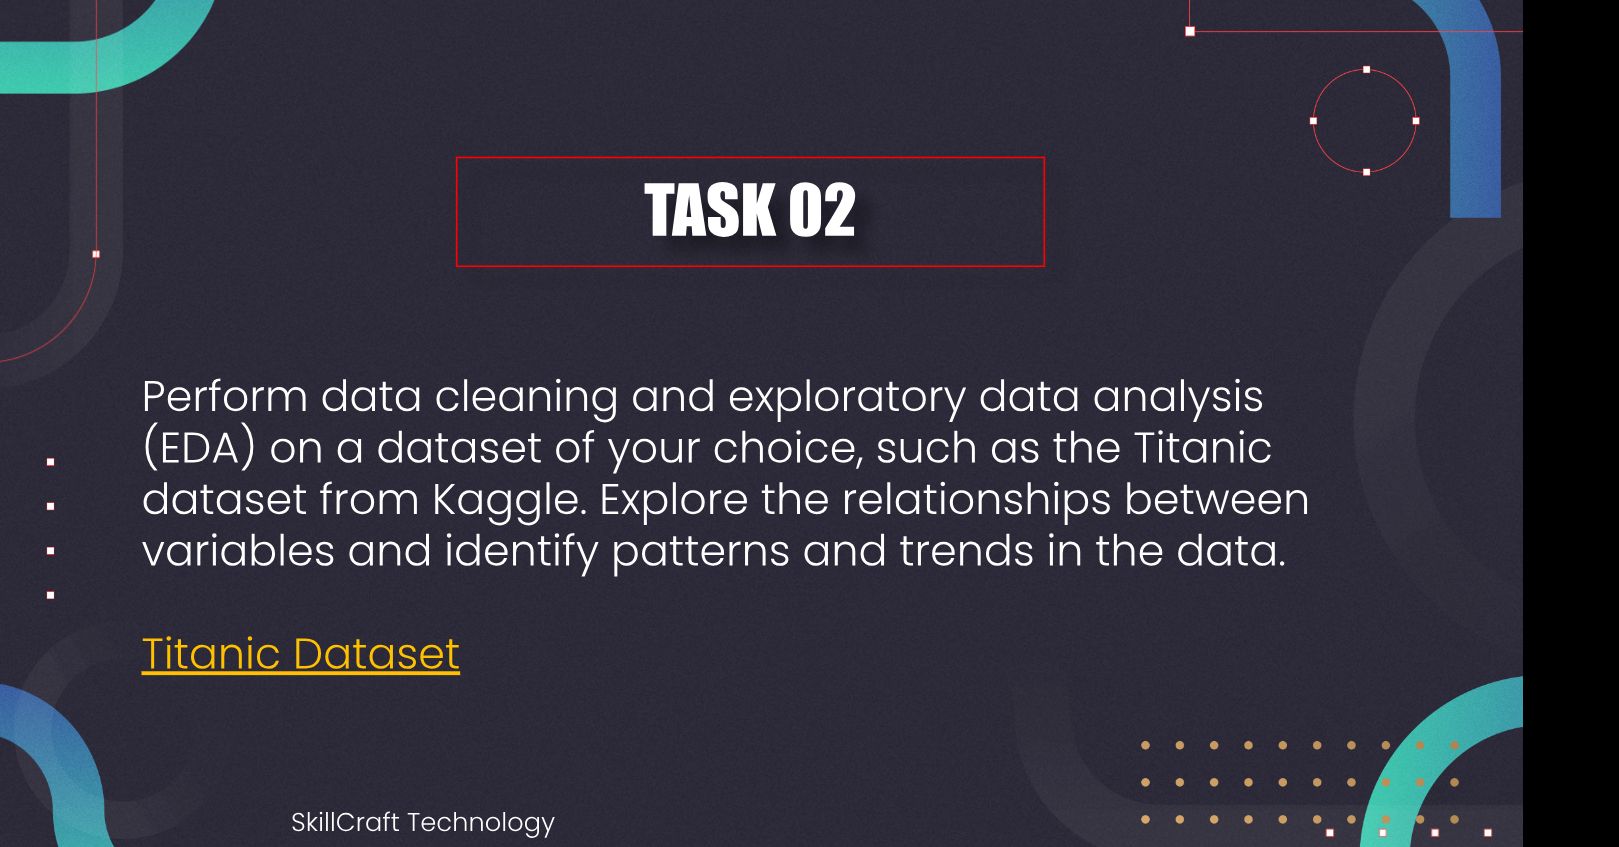 TASK 02
Perform data cleaning and exploratory data analysis
(EDA) on a dataset of your choice, such as the Titanic
dataset from Kaggle. Explore the relationships between
variables and identify patterns and trends in the data.
Titanic Dataset
SkillCraft Technology